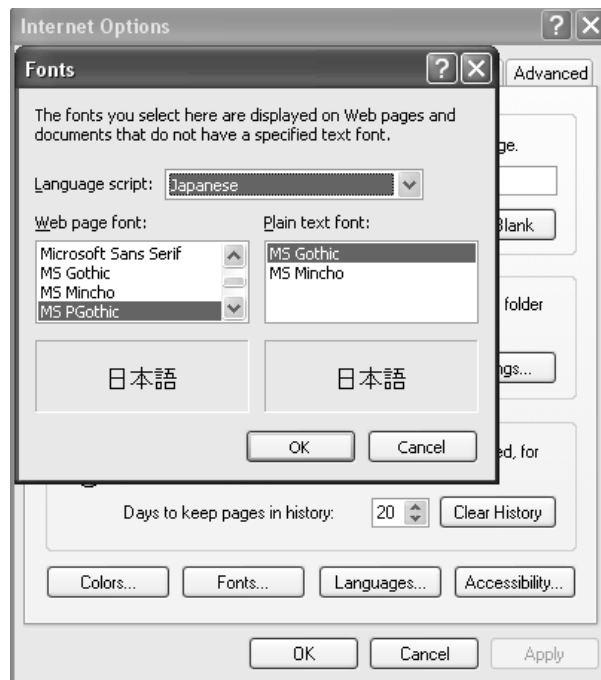 Internet Options
Fonts
Advanced
The fonts you select here are displayed on Web pages and
documents that do not have a specified text font.
Language script: Japanese
Web page font:
Microsoft Sans Serif
MS Gothic
MS Mincho
MS PGothic
Plain text font:
MS Gothic
MS Mincho
日本語
日本語
OK Cancel
ge.
Blank
folder
ngs...
ed, for
Days to keep pages in history: 20 Clear History
Colors... Fonts... Languages... Accessibility...
OK Cancel Apply